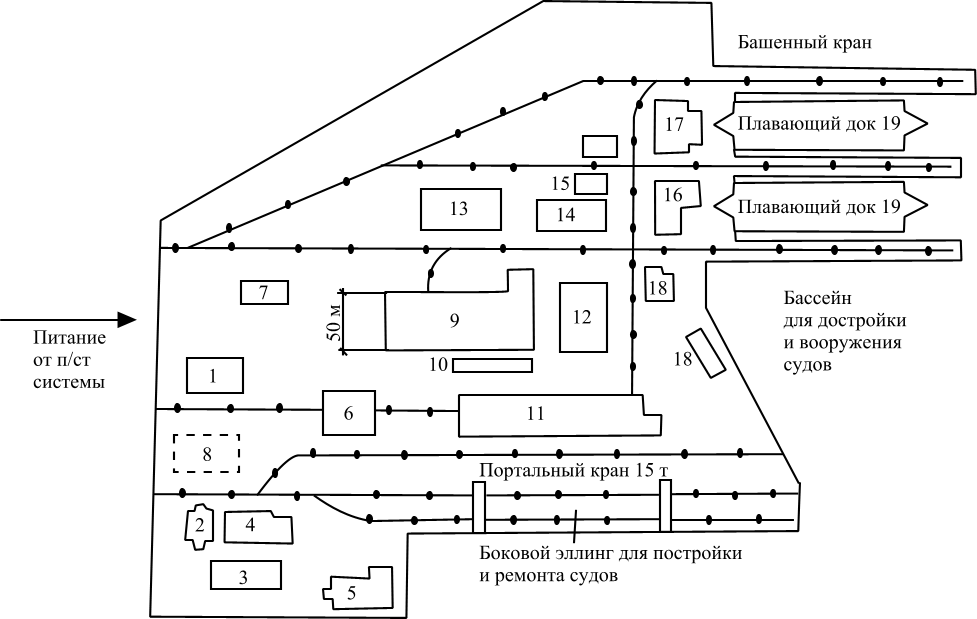 Башенный кран
17
Плавающий док 19
15
16
Плавающий док 19
13
14
7
18
Бассейн
для достройки
и вооружения
судов
Питание
от п/ст
системы
50 м
9
12
10
18
1
6
11
8
Портальный кран 15 т
2
4
3
5
Боковой эллинг для постройки
и ремонта судов